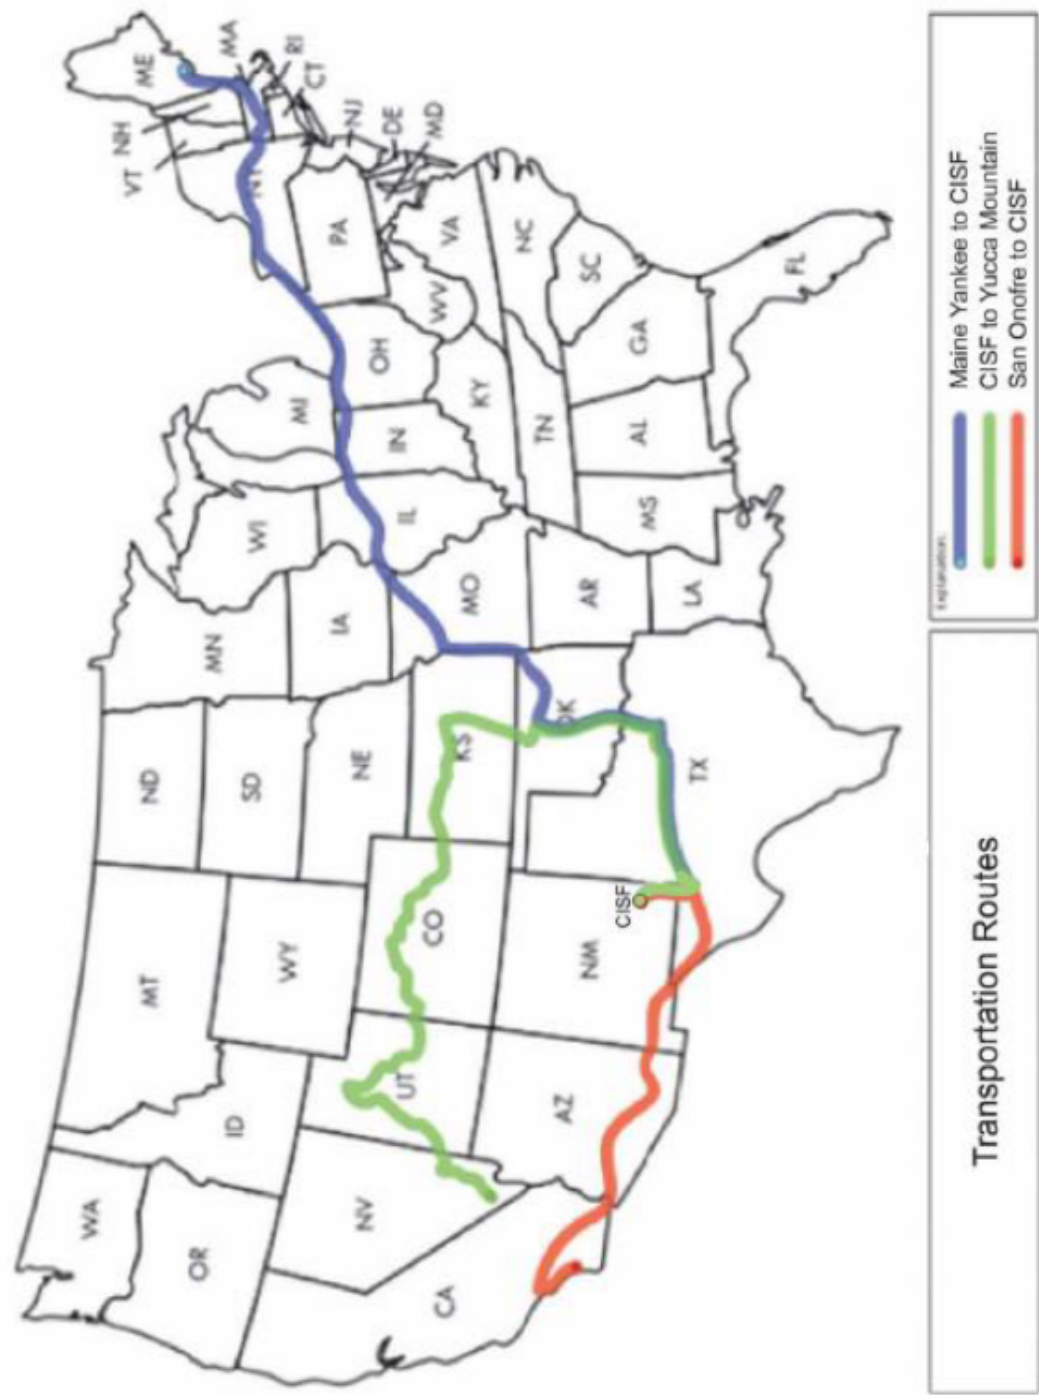 WA
OR
CA
NV
ID
MT
WY
UT
AZ
CO
NM
CISF
ND
SD
NE
KS
OK
TX
MN
IA
MO
AR
LA
WI
IL
MI
IN
OH
KY
TN
MS
AL
GA
FL
SC
NC
VA
WV
PA
NY
VT
NH
ME
MA
RI
CT
NJ
DE
MD
Transportation Routes
Explanation:
Maine Yankee to CISF
CISF to Yucca Mountain
San Onofre to CISF